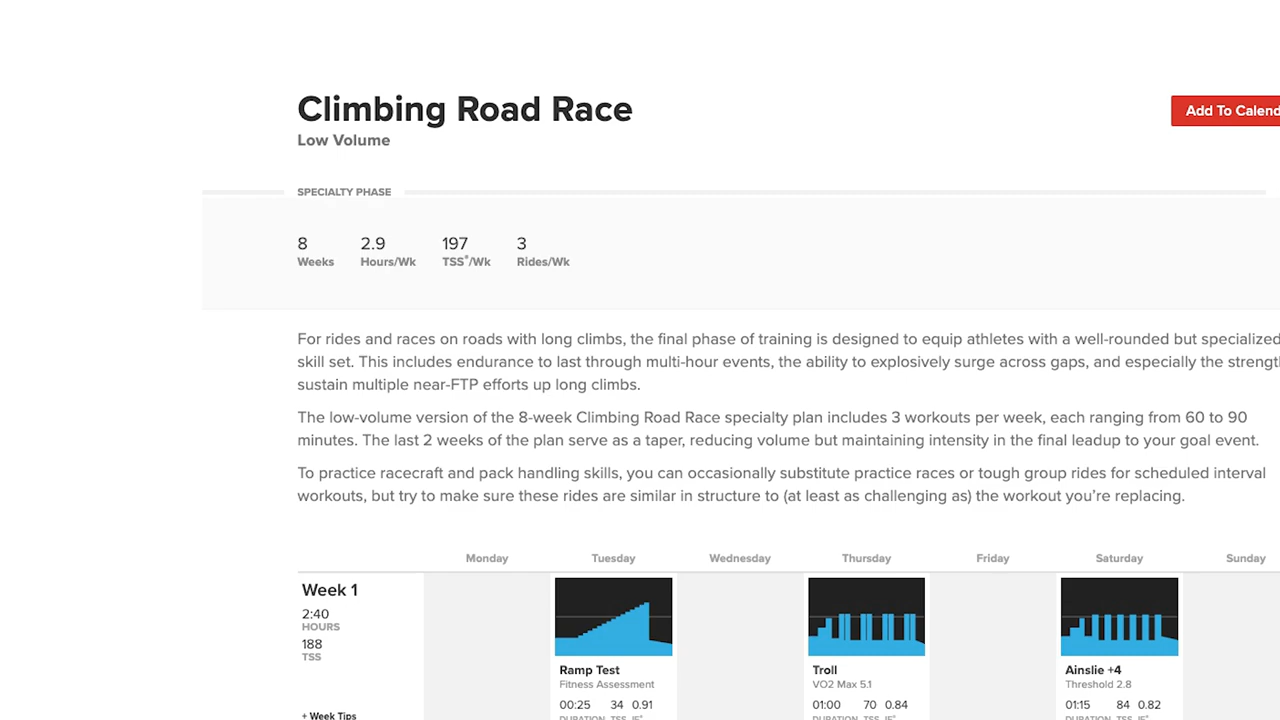 Climbing Road Race
Add To Calend
Low Volume
SPECIALTY PHASE
8 2.9 197 3
Weeks Hours/Wk TSS®/Wk Rides/Wk
For rides and races on roads with long climbs, the final phase of training is designed to equip athletes with a well-rounded but specialized
skill set. This includes endurance to last through multi-hour events, the ability to explosively surge across gaps, and especially the strengt
sustain multiple near-FTP efforts up long climbs.
The low-volume version of the 8-week Climbing Road Race specialty plan includes 3 workouts per week, each ranging from 60 to 90
minutes. The last 2 weeks of the plan serve as a taper, reducing volume but maintaining intensity in the final leadup to your goal event.
To practice racecraft and pack handling skills, you can occasionally substitute practice races or tough group rides for scheduled interval
workouts, but try to make sure these rides are similar in structure to (at least as challenging as) the workout you’re replacing.
Monday Tuesday Wednesday Thursday Friday Saturday Sunday
Week 1
2:40
HOURS
188
TSS
+ Week Tips
Ramp Test
Fitness Assessment
00:25 34 0.91
DURATION TSS IF®
Troll
VO2 Max 5.1
01:00 70 0.84
DURATION TSS IF®
Ainslie +4
Threshold 2.8
01:15 84 0.82
DURATION TSS IF®